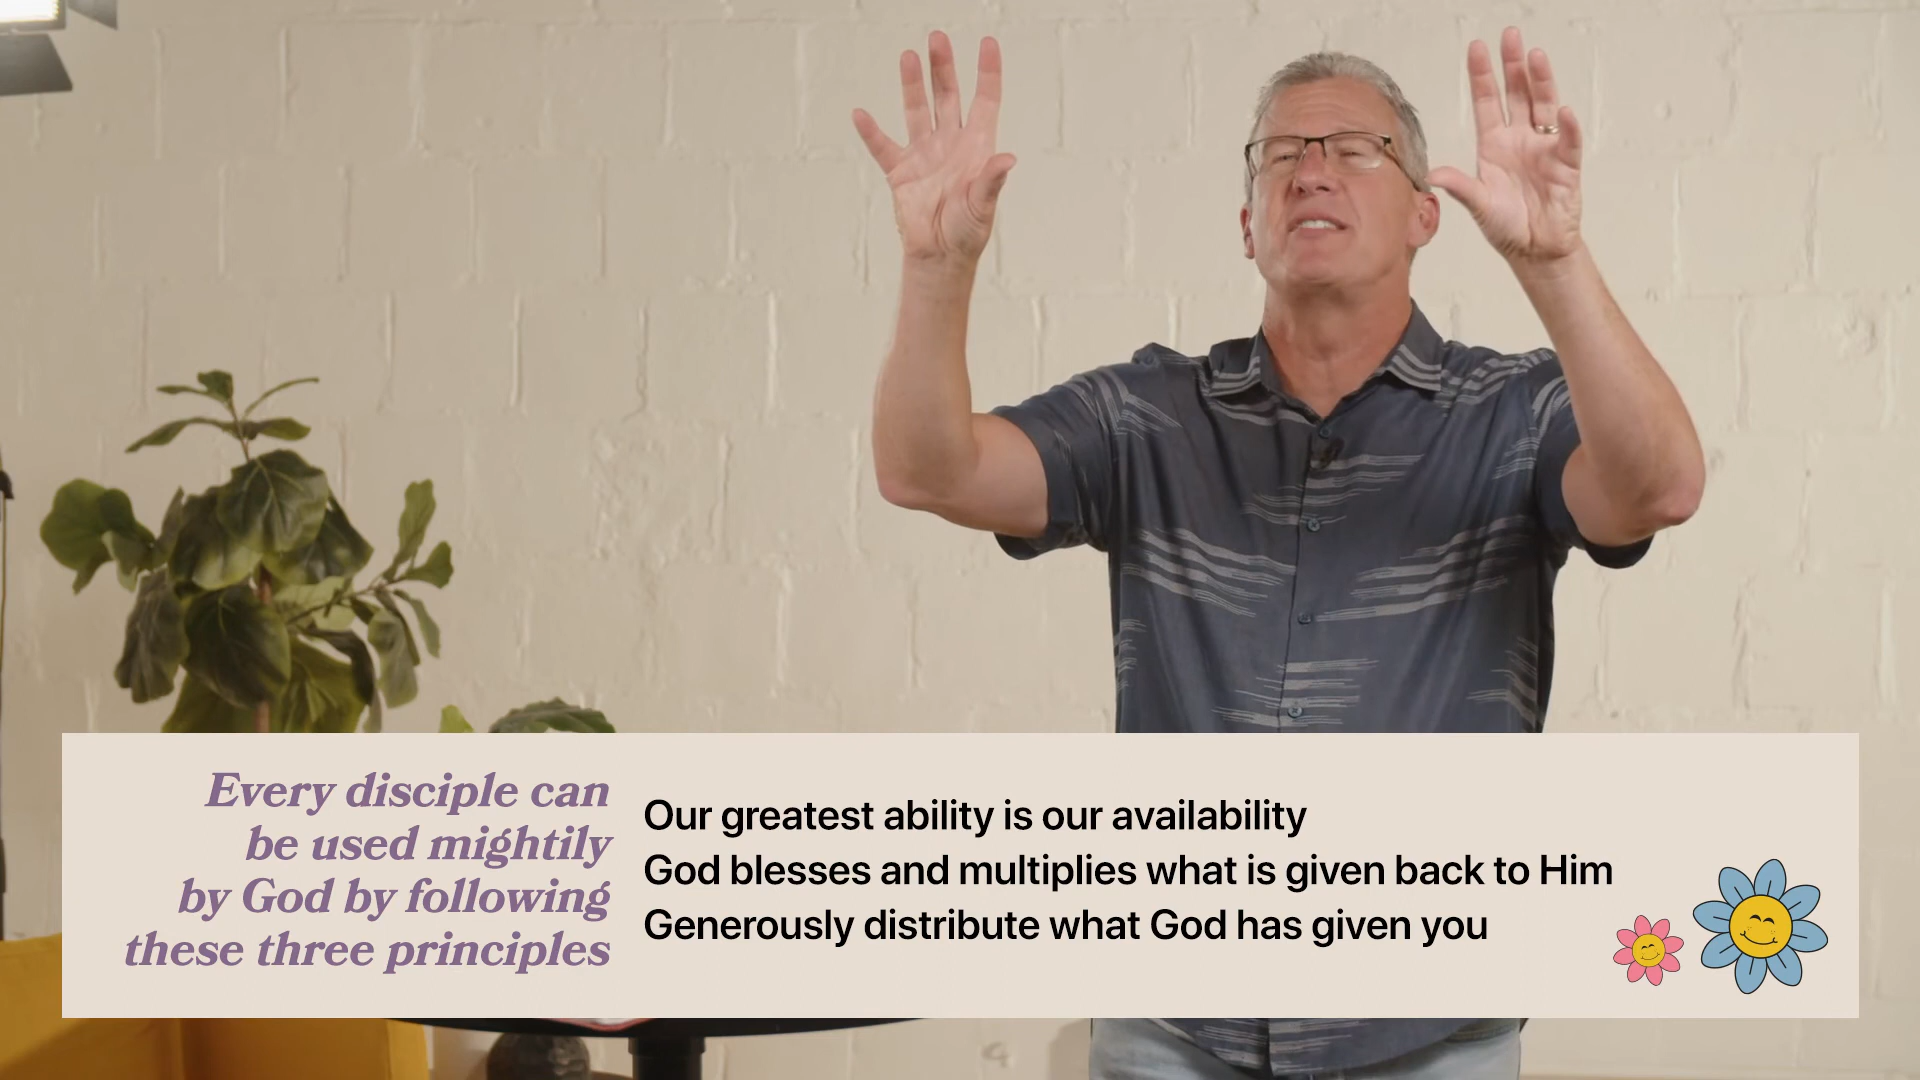 Every disciple can
be used mightily
by God by following
these three principles
Our greatest ability is our availability
God blesses and multiplies what is given back to Him
Generously distribute what God has given you